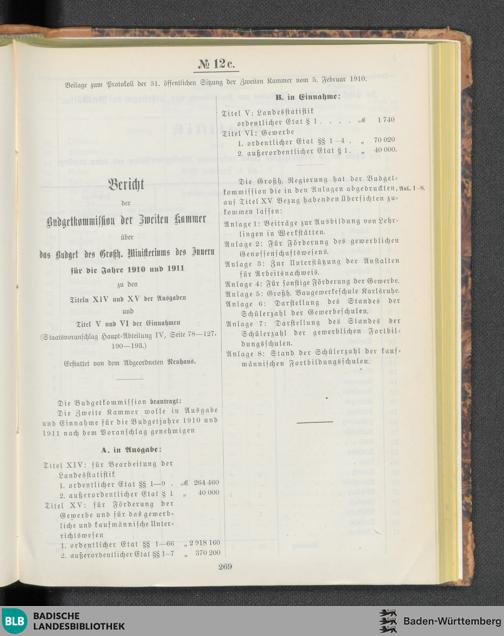 № 12c.
Beilage zum Protokoll der 31. öffentlichen Sitzung der Zweiten Kammer vom 5. Februar 1910.
Bericht
der
Budgetkommission der Zweiten Kammer
über
das Budget des Großh. Ministeriums des Innern
für die Jahre 1910 und 1911
zu den
Titeln XIV und XV der Ausgaben
und
Titel V und VI der Einnahmen
(Staatsvoranschlag Haupt-Abteilung IV, Seite 78—127,
190—193.)
Erstattet von dem Abgeordneten Neuhaus.
Die Budgetkommission beantragt:
Die Zweite Kammer wolle in Ausgabe
und Einnahme für die Budgetjahre 1910 und
1911 nach dem Voranschlag genehmigen
A. in Ausgabe:
Titel XIV: für Bearbeitung der
Landesstatistik
1. ordentlicher Etat §§ 1—9 . ℳ 264 460
2. außerordentlicher Etat § 1 „ 40 000
Titel XV: für Förderung der
Gewerbe und für das gewerb-
liche und kaufmännische Unter-
richtswesen
1. ordentlicher Etat §§ 1—66 „ 2 918 160
2. außerordentlicher Etat §§ 1–7 „ 370 200
B. in Einnahme:
Titel V: Landesstatistik
ordentlicher Etat § 1 . . . . ℳ 1 740
Titel VI: Gewerbe
1. ordentlicher Etat §§ 1–4 . „ 70 020
2. außerordentlicher Etat § 1 . „ 40 000.
Die Großh. Regierung hat der Budget-
kommission die in den Anlagen abgedruckten, Anl. 1–8.
auf Titel XV Bezug habenden Übersichten zu-
kommen lassen:
Anlage 1: Beiträge zur Ausbildung von Lehr-
lingen in Werkstätten.
Anlage 2: Für Förderung des gewerblichen
Genossenschaftswesens.
Anlage 3: Zur Unterstützung der Anstalten
für Arbeitsnachweis.
Anlage 4: Für sonstige Förderung der Gewerbe.
Anlage 5: Großh. Baugewerkeschule Karlsruhe.
Anlage 6: Darstellung des Standes der
Schülerzahl der Gewerbeschulen.
Anlage 7: Darstellung des Standes der
Schülerzahl der gewerblichen Fortbil-
dungsschulen.
Anlage 8: Stand der Schülerzahl der kauf-
männischen Fortbildungsschulen.
269
BLB BADISCHE
LANDESBIBLIOTHEK
Baden-Württemberg